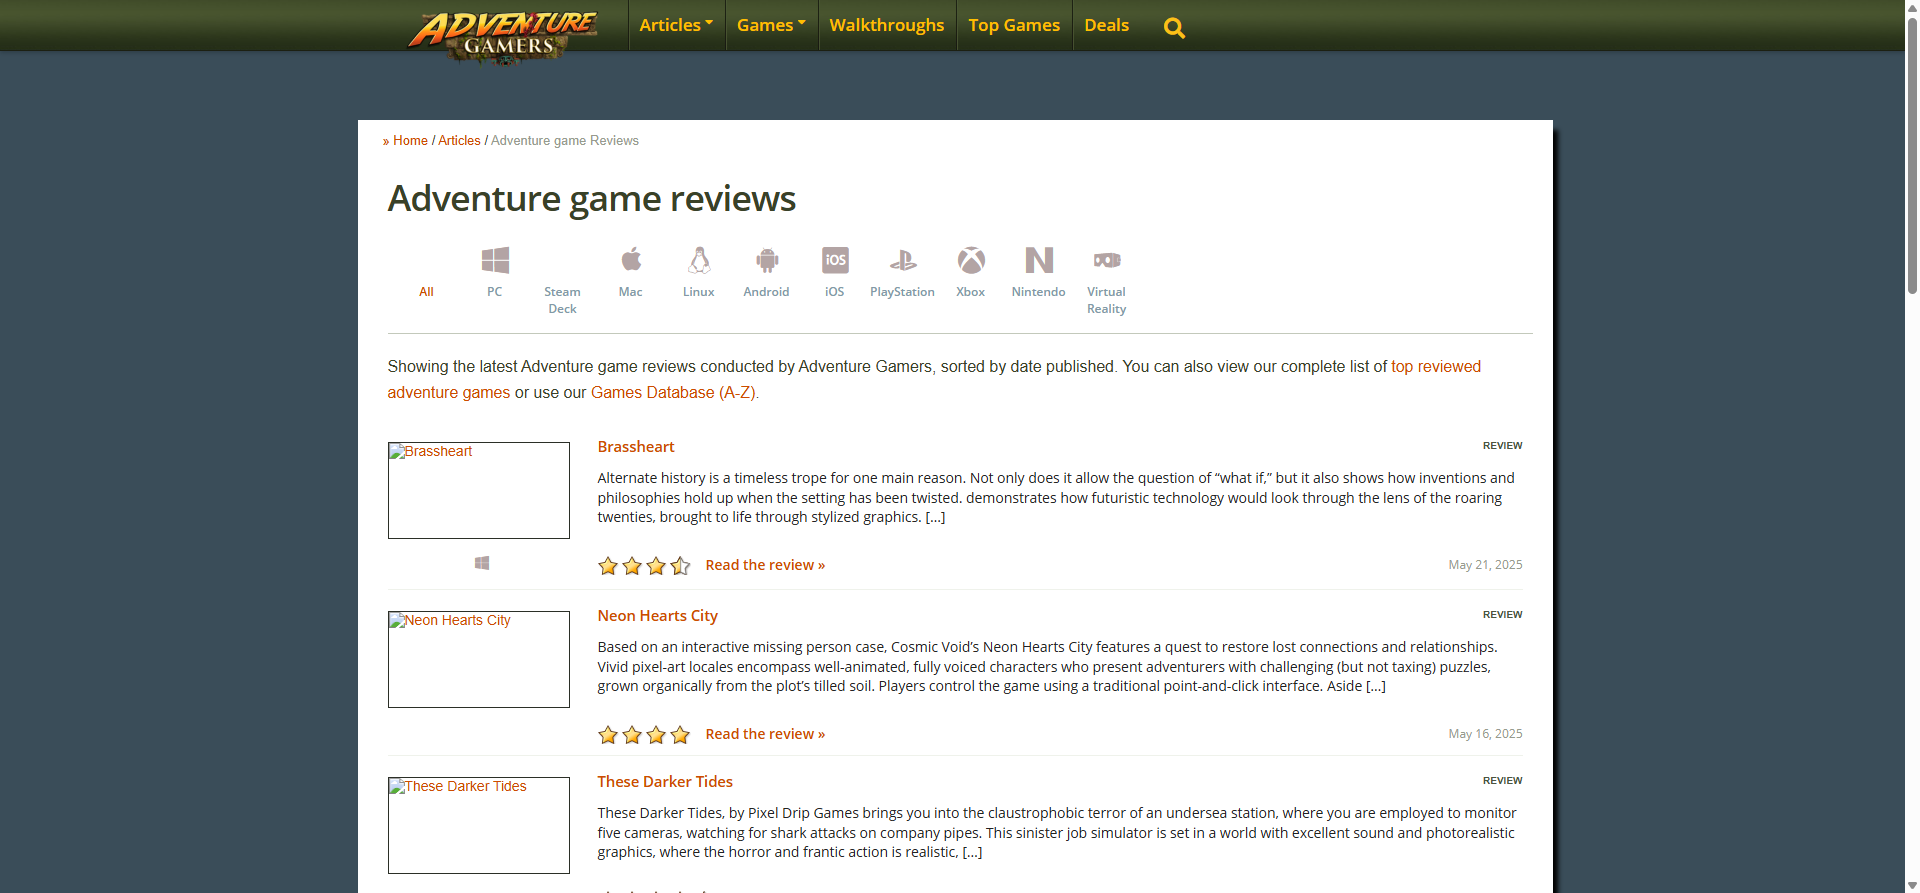 ADVENTURE
GAMERS
Articles
Games
Walkthroughs
Top Games
Deals
» Home / Articles / Adventure game Reviews
Adventure game reviews
iOS
All
PC
Steam
Deck
Mac
Linux
Android
iOS
PlayStation
Xbox
Nintendo
Virtual
Reality
Showing the latest Adventure game reviews conducted by Adventure Gamers, sorted by date published. You can also view our complete list of top reviewed
adventure games or use our Games Database (A-Z).
Brassheart
Brassheart
REVIEW
Alternate history is a timeless trope for one main reason. Not only does it allow the question of “what if,” but it also shows how inventions and
philosophies hold up when the setting has been twisted. demonstrates how futuristic technology would look through the lens of the roaring
twenties, brought to life through stylized graphics. […]
Read the review »
May 21, 2025
Neon Hearts City
Neon Hearts City
REVIEW
Based on an interactive missing person case, Cosmic Void’s Neon Hearts City features a quest to restore lost connections and relationships.
Vivid pixel-art locales encompass well-animated, fully voiced characters who present adventurers with challenging (but not taxing) puzzles,
grown organically from the plot’s tilled soil. Players control the game using a traditional point-and-click interface. Aside […]
Read the review »
May 16, 2025
These Darker Tides
These Darker Tides
REVIEW
These Darker Tides, by Pixel Drip Games brings you into the claustrophobic terror of an undersea station, where you are employed to monitor
five cameras, watching for shark attacks on company pipes. This sinister job simulator is set in a world with excellent sound and photorealistic
graphics, where the horror and frantic action is realistic, […]